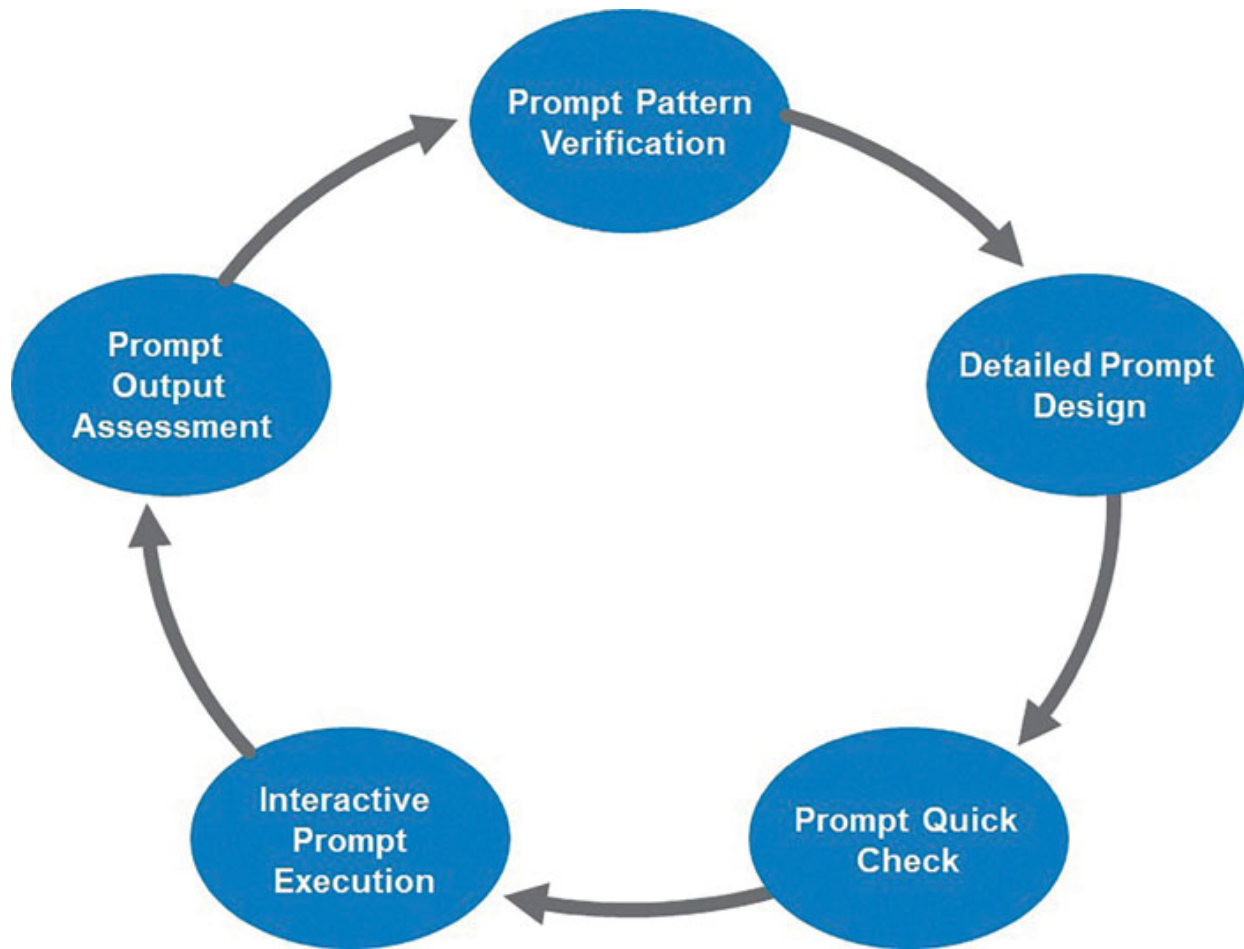 Prompt Pattern
Verification
Detailed Prompt
Design
Prompt Quick
Check
Interactive
Prompt
Execution
Prompt
Output
Assessment